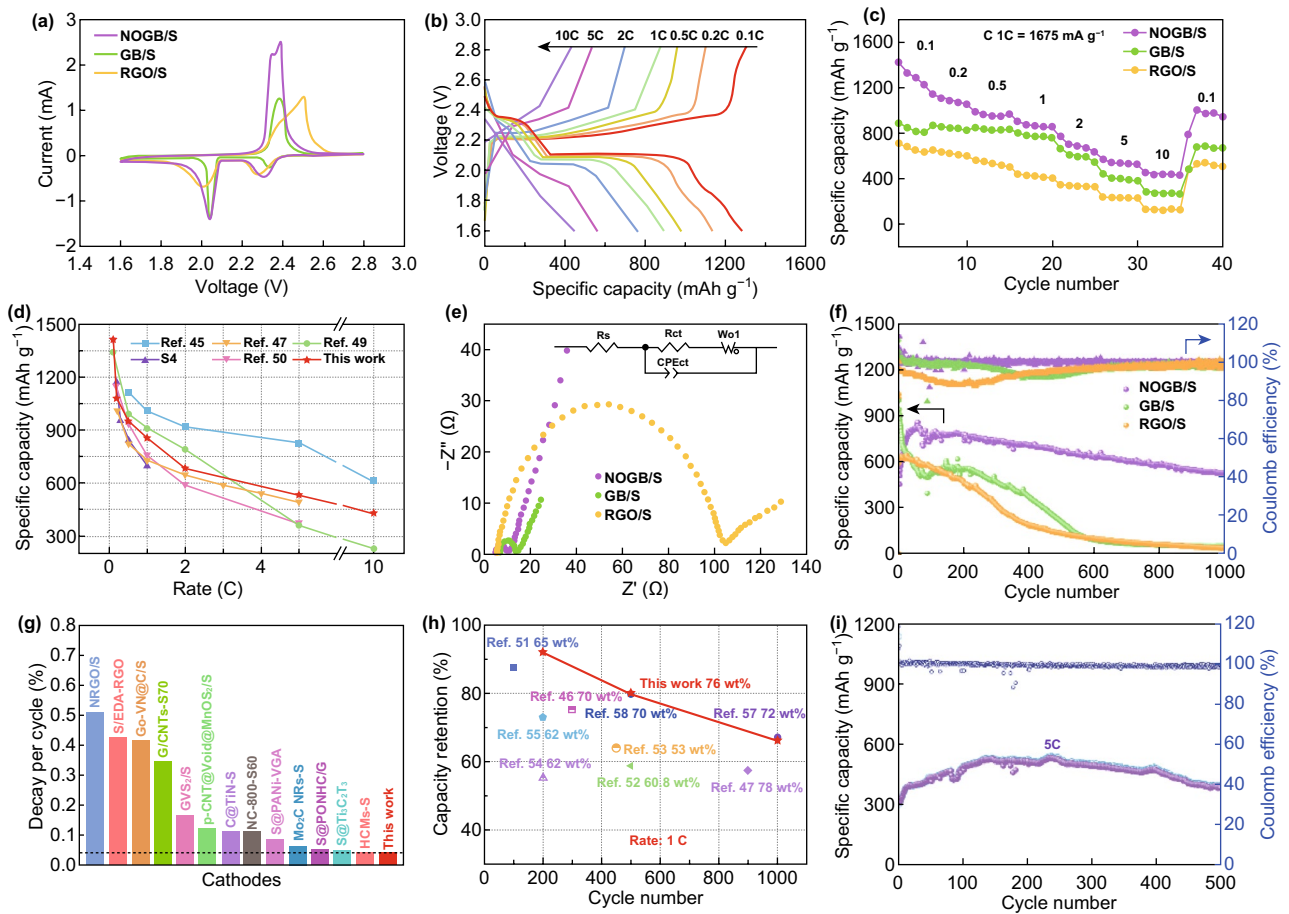 (a)
NOGB/S
GB/S
RGO/S
3
2
1
0
−1
−2
Current (mA)
1.4 1.6 1.8 2.0 2.2 2.4 2.6 2.8 3.0
Voltage (V)
(b)
10C 5C 2C 1C 0.5C 0.2C 0.1C
3.0
2.8
2.6
2.4
2.2
2.0
1.8
1.6
Voltage (V)
0 400 800 1200 1600
Specific capacity (mAh g−1)
(c)
C 1C = 1675 mA g−1
NOGB/S
GB/S
RGO/S
0.1
0.2
0.5
1
2
5
10
0.1
1600
1200
800
400
0
Specific capacity (mAh g−1)
10 20 30 40
Cycle number
(d)
Ref. 45 Ref. 47 Ref. 49
S4 Ref. 50 This work
1500
1200
900
600
300
Specific capacity (mAh g−1)
0 2 4 10
Rate (C)
(e)
Rs Rct Wo1
CPEct
NOGB/S
GB/S
RGO/S
40
30
20
10
0
−Z'' (Ω)
0 20 40 60 80 100 120 140
Z' (Ω)
(f)
NOGB/S
GB/S
RGO/S
1500
1200
900
600
300
0
Specific capacity (mAh g−1)
120
100
80
60
40
20
0
Coulomb efficiency (%)
0 200 400 600 800 1000
Cycle number
(g)
0.8
0.7
0.6
0.5
0.4
0.3
0.2
0.1
0.0
Decay per cycle (%)
NRGO/S
S/EDA-RGO
Go-VN@C/S
G/CNTs-S70
GVS2/S
p-CNT@Void@MnOS2/S
C@TiN-S
NC-800-S60
S@PANI-VGA
Mo2C NRs-S
S@PONHC/G
S@Ti3C2T3
HCMs-S
This work
Cathodes
(h)
100
80
60
40
Capacity retention (%)
Ref. 51 65 wt%
This work 76 wt%
Ref. 46 70 wt%
Ref. 58 70 wt%
Ref. 57 72 wt%
Ref. 55 62 wt%
Ref. 53 53 wt%
Ref. 54 62 wt%
Ref. 52 60.8 wt%
Ref. 47 78 wt%
Rate: 1 C
0 200 400 600 800 1000
Cycle number
(i)
5C
1200
900
600
300
0
Specific capacity (mAh g−1)
120
100
80
60
40
20
0
Coulomb efficiency (%)
0 100 200 300 400 500
Cycle number